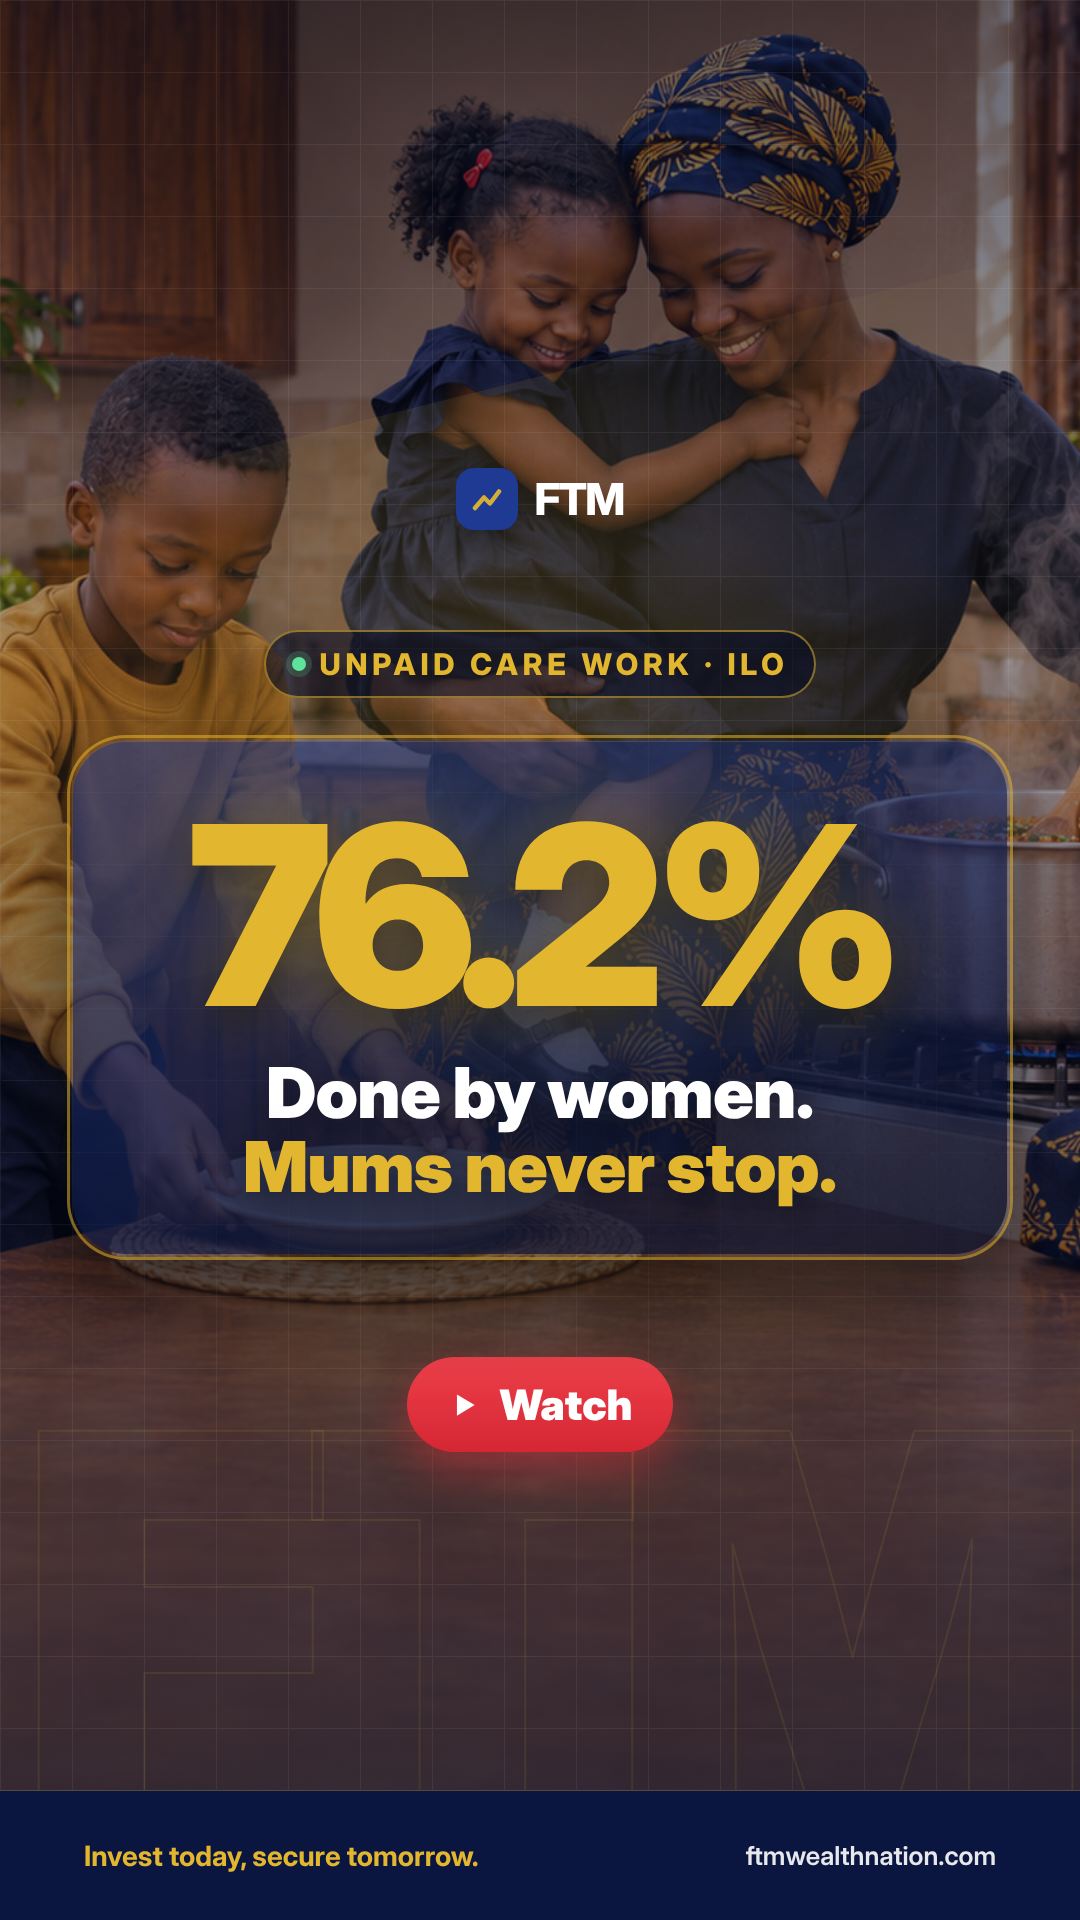 FTM
UNPAID CARE WORK · ILO
76.2%
Done by women.
Mums never stop.
Watch
FTM
Invest today, secure tomorrow.
ftmwealthnation.com